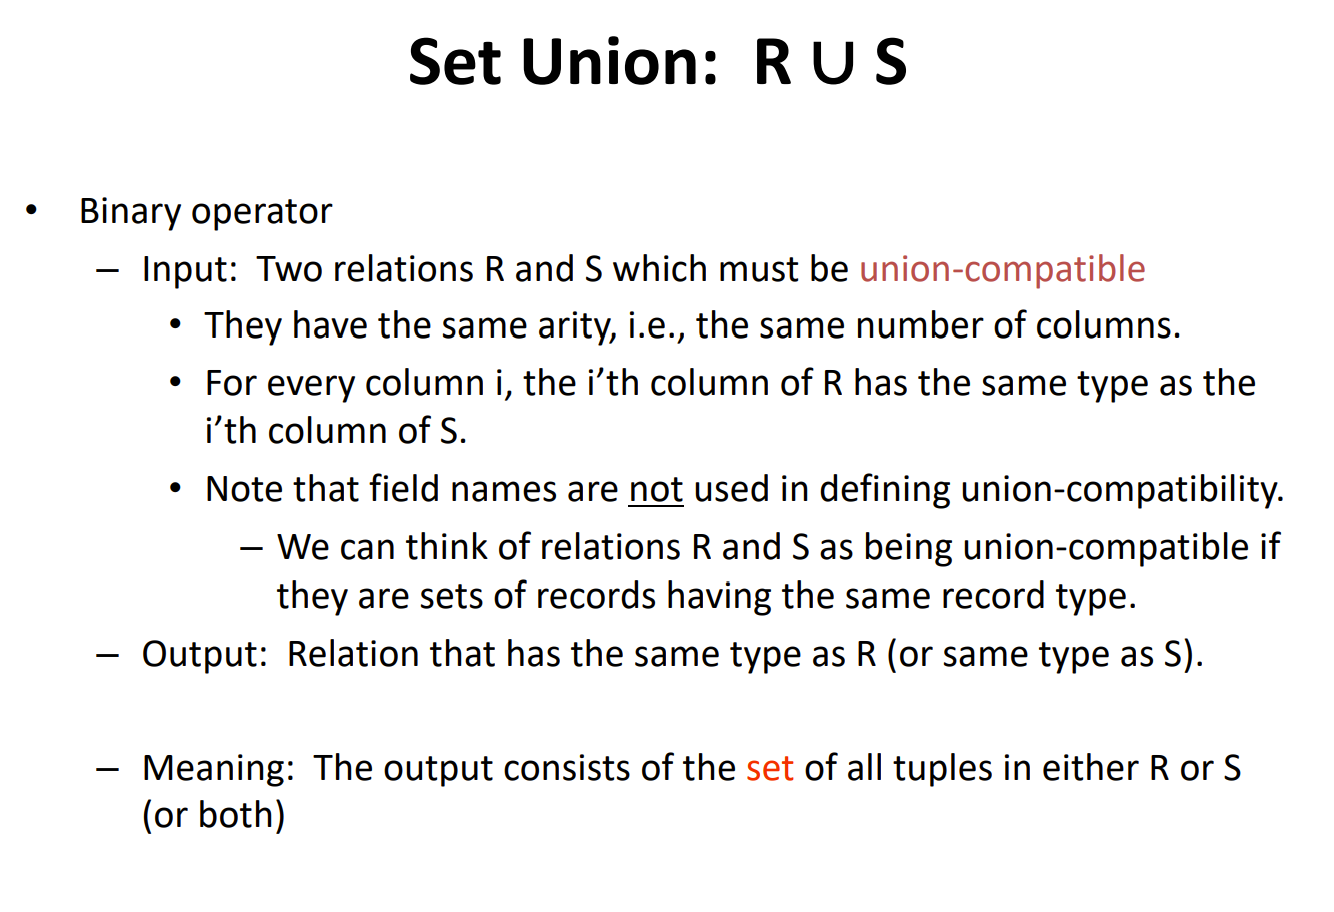 Set Union:  R ∪ S
• Binary operator
– Input:  Two relations R and S which must be union-compatible
• They have the same arity, i.e., the same number of columns.
• For every column i, the i’th column of R has the same type as the
i’th column of S.
• Note that field names are not used in defining union-compatibility.
– We can think of relations R and S as being union-compatible if
they are sets of records having the same record type.
– Output:  Relation that has the same type as R (or same type as S).
– Meaning:  The output consists of the set of all tuples in either R or S
(or both)